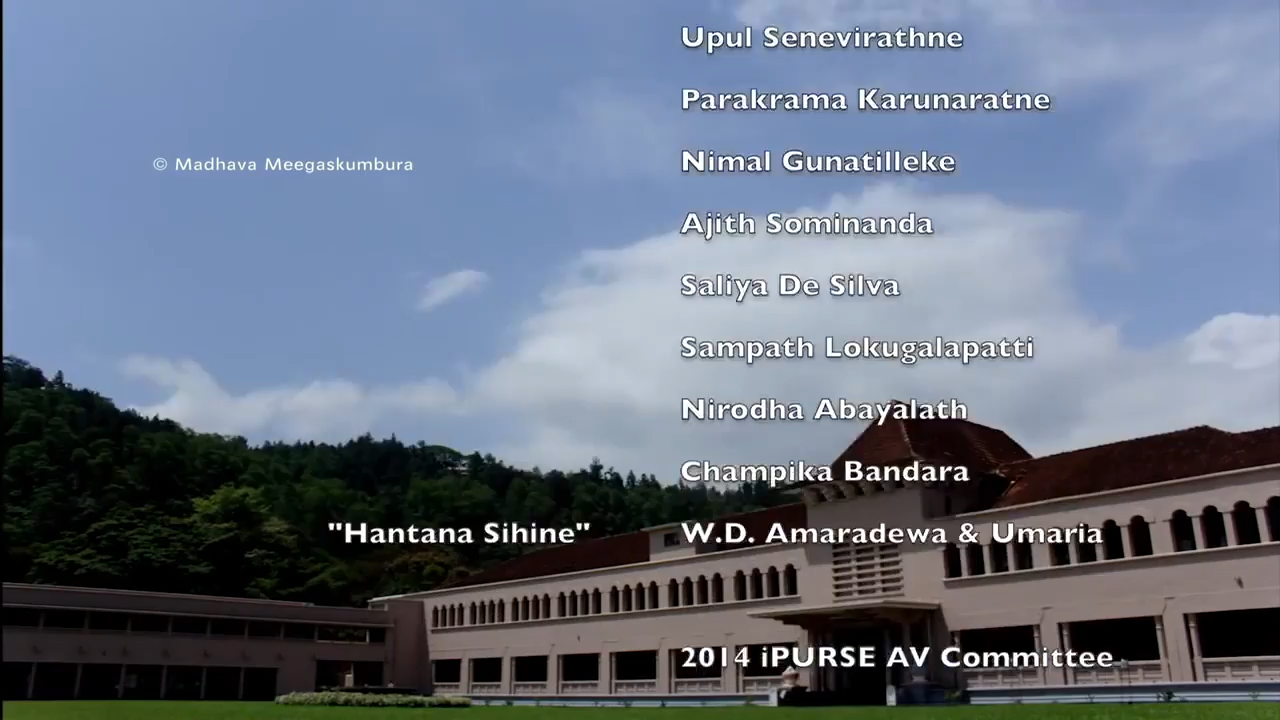 Upul Senevirathne
Parakrama Karunaratne
© Madhava Meegaskumbura
Nimal Gunatilleke
Ajith Sominanda
Saliya De Silva
Sampath Lokugalapatti
Nirodha Abayalath
Champika Bandara
"Hantana Sihine" W.D. Amaradewa & Umaria
2014 iPURSE AV Committee